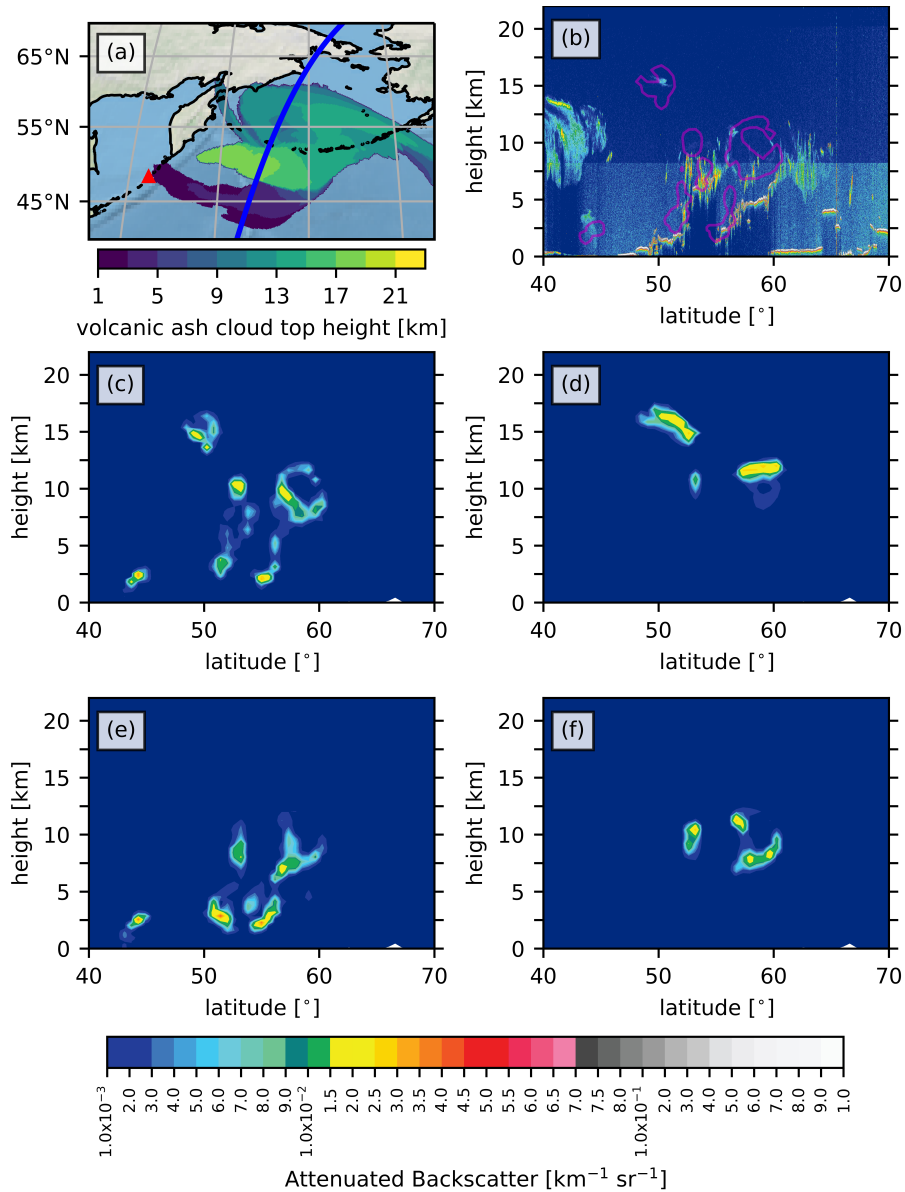 (a)
65°N
55°N
45°N
1 5 9 13 17 21
volcanic ash cloud top height [km]
(b)
height [km]
20
15
10
5
0
40 50 60 70
latitude [°]
(c)
height [km]
20
15
10
5
0
40 50 60 70
latitude [°]
(d)
height [km]
20
15
10
5
0
40 50 60 70
latitude [°]
(e)
height [km]
20
15
10
5
0
40 50 60 70
latitude [°]
(f)
height [km]
20
15
10
5
0
40 50 60 70
latitude [°]
1.0x10⁻³ 2.0 3.0 4.0 5.0 6.0 7.0 8.0 9.0 1.0x10⁻² 1.5 2.0 2.5 3.0 3.5 4.0 4.5 5.0 5.5 6.0 6.5 7.0 7.5 8.0 1.0x10⁻¹ 2.0 3.0 4.0 5.0 6.0 7.0 8.0 9.0 1.0
Attenuated Backscatter [km⁻¹ sr⁻¹]